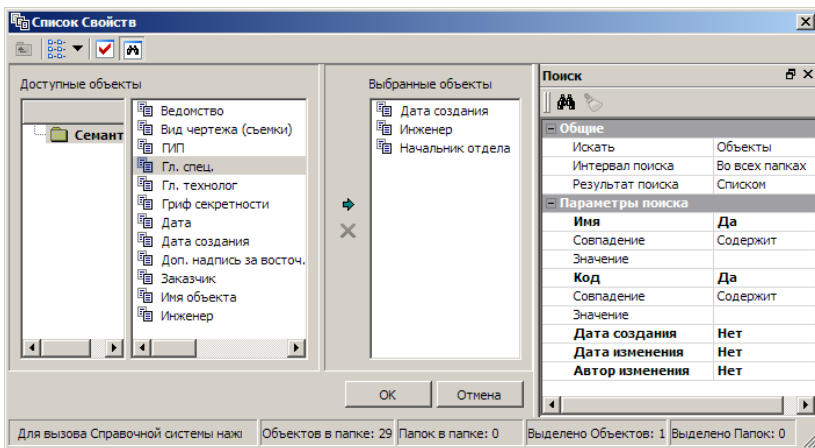 Список Свойств
Доступные объекты
Семант
Ведомство
Вид чертежа (съемки)
ГИП
Гл. спец.
Гл. технолог
Гриф секретности
Дата
Дата создания
Доп. надпись за восточ.
Заказчик
Имя объекта
Инженер
Выбранные объекты
Дата создания
Инженер
Начальник отдела
OK
Отмена
Поиск
Общие
Искать Объекты
Интервал поиска Во всех папках
Результат поиска Списком
Параметры поиска
Имя Да
Совпадение Содержит
Значение
Код Да
Совпадение Содержит
Значение
Дата создания Нет
Дата изменения Нет
Автор изменения Нет
Для вызова Справочной системы нажи Объектов в папке: 29 Папок в папке: 0 Выделено Объектов: 1 Выделено Папок: 0